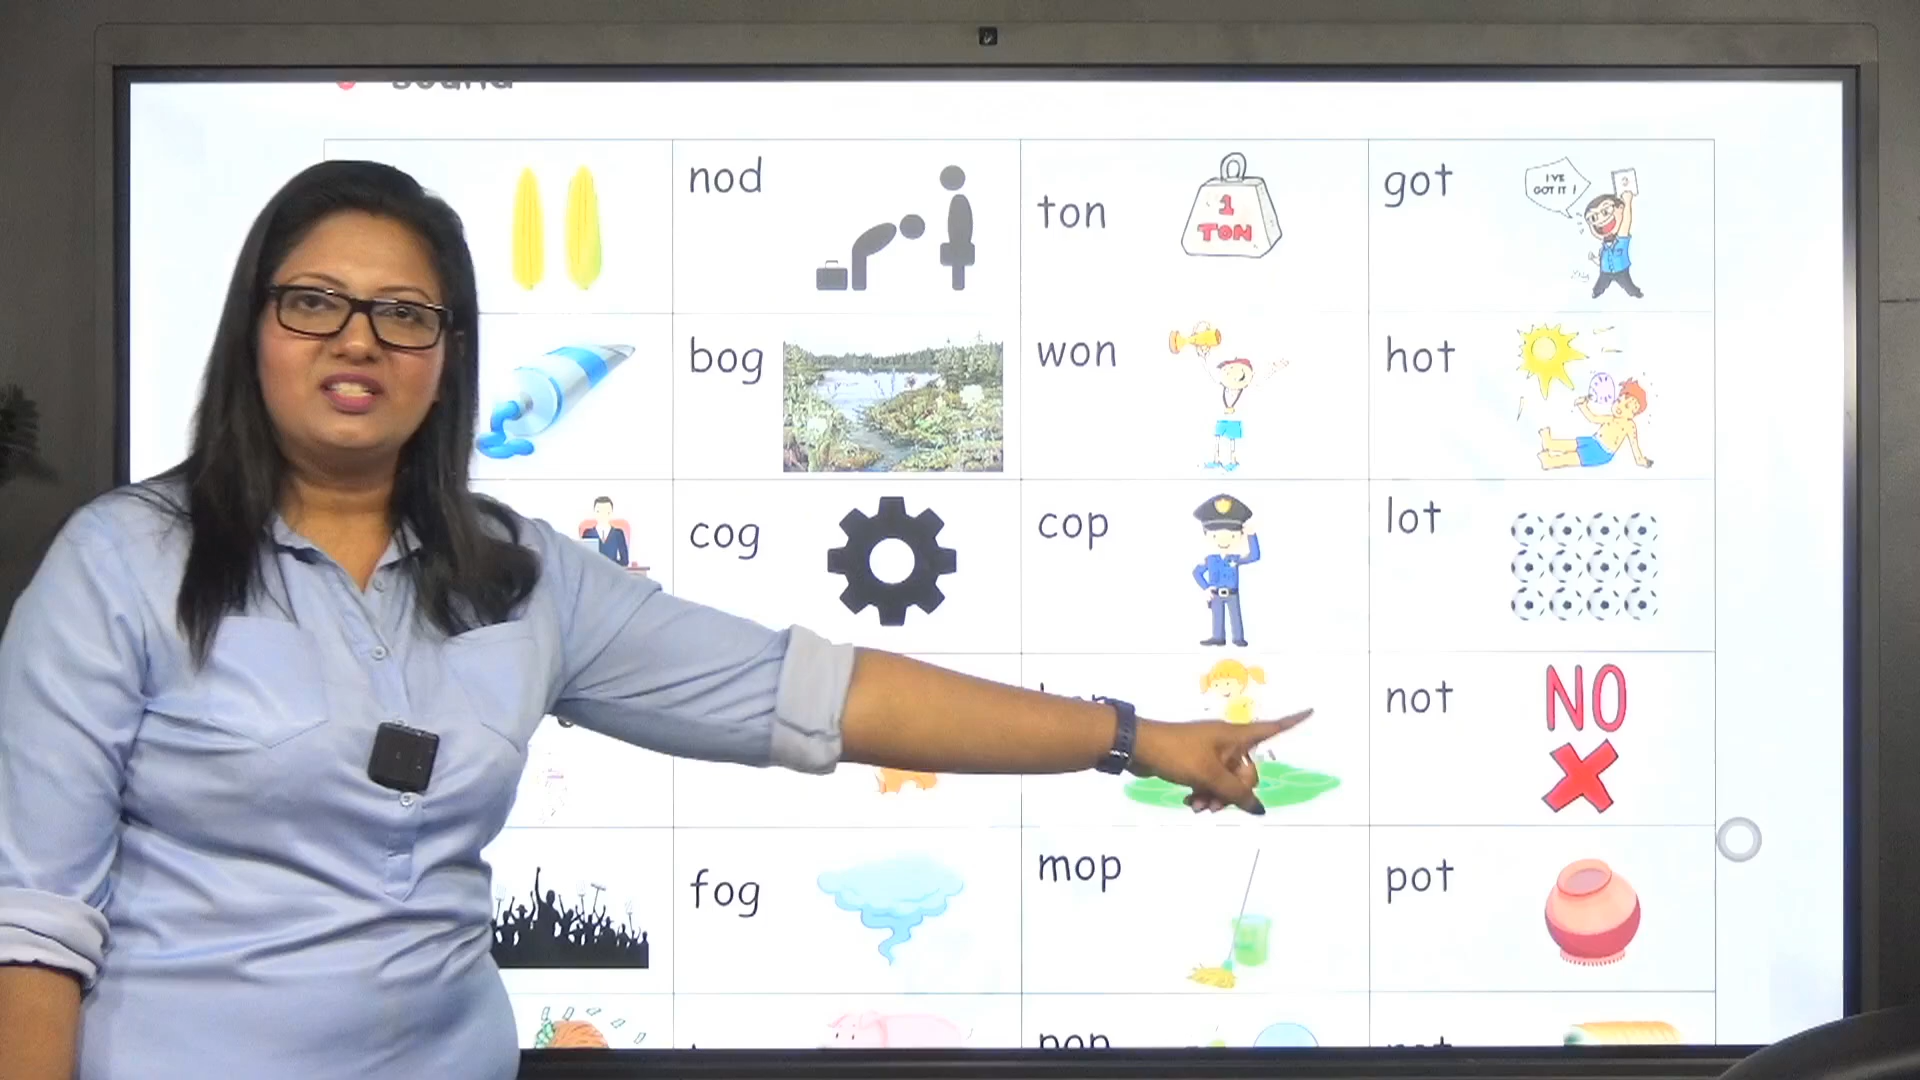 sound
nod
ton
1
TON
got
I'VE
GOT IT !
bog
won
hot
cog
cop
lot
not
NO
fog
mop
pot